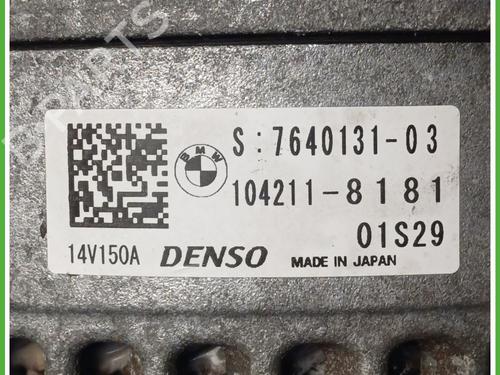 S:7640131-03
BMW
104211-8181
01S29
14V150A DENSO MADE IN JAPAN